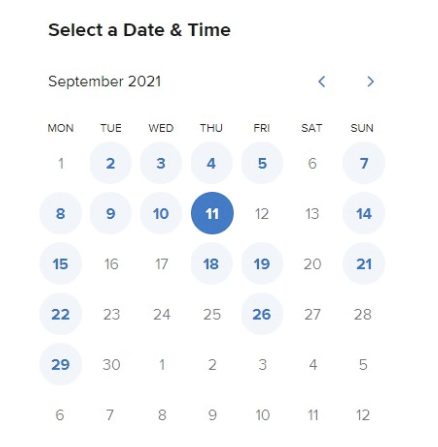 Select a Date & Time
September 2021
MON TUE WED THU FRI SAT SUN
1 2 3 4 5 6 7
8 9 10 11 12 13 14
15 16 17 18 19 20 21
22 23 24 25 26 27 28
29 30 1 2 3 4 5
6 7 8 9 10 11 12